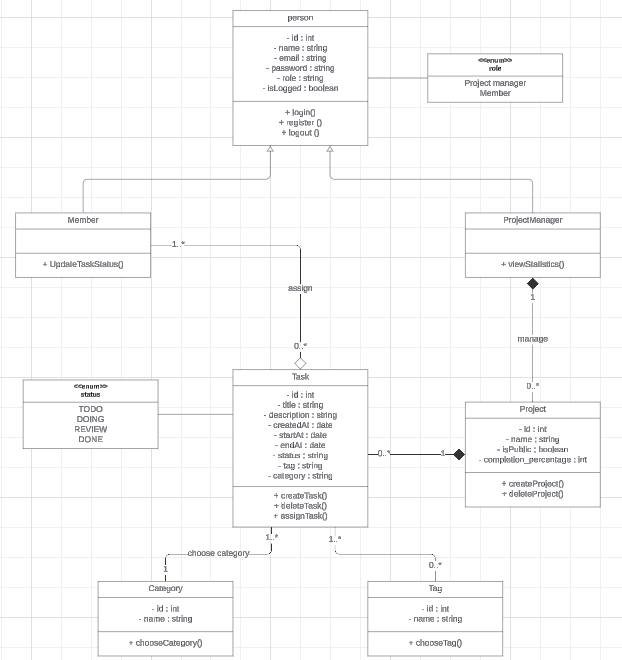 person
- id : int
- name : string
- email : string
- password : string
- role : string
- isLogged : boolean
+ login()
+ register ()
+ logout ()
<<enum>>
role
Project manager
Member
Member
+ UpdateTaskStatus()
ProjectManager
+ viewStatistics()
1..*
assign
0..*
1
manage
0..*
<<enum>>
status
TODO
DOING
REVIEW
DONE
Task
- id : int
- title : string
- description : string
- createdAt : date
- startAt : date
- endAt : date
- status : string
- tag : string
- category : string
+ createTask()
+ deleteTask()
+ assignTask()
0..*
1
Project
- id : int
- name : string
- isPublic : boolean
- completion_percentage : int
+ createProject()
+ deleteProject()
1..*
choose category
1
1..*
0..*
Category
- id : int
- name : string
+ chooseCategory()
Tag
- id : int
- name : string
+ chooseTag()